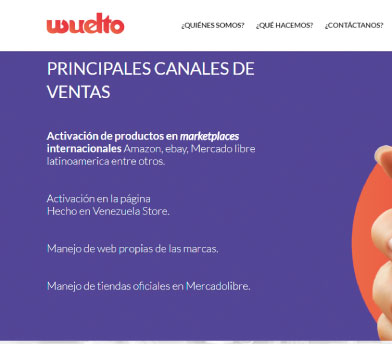 wuelto
¿QUIÉNES SOMOS? ¿QUÉ HACEMOS? ¿CONTÁCTANOS?
PRINCIPALES CANALES DE
VENTAS
Activación de productos en marketplaces
internacionales Amazon, ebay, Mercado libre
latinoamerica entre otros.
Activación en la página
Hecho en Venezuela Store.
Manejo de web propias de las marcas.
Manejo de tiendas oficiales en Mercadolibre.